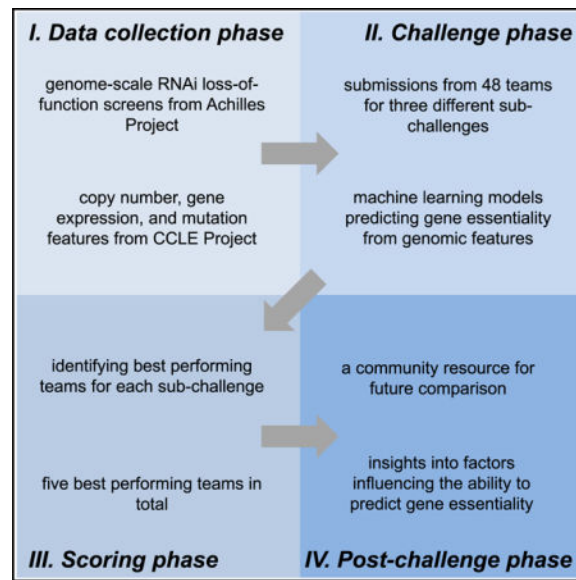 I. Data collection phase
genome-scale RNAi loss-of-
function screens from Achilles
Project
copy number, gene
expression, and mutation
features from CCLE Project
II. Challenge phase
submissions from 48 teams
for three different sub-
challenges
machine learning models
predicting gene essentiality
from genomic features
identifying best performing
teams for each sub-challenge
five best performing teams in
total
III. Scoring phase
a community resource for
future comparison
insights into factors
influencing the ability to
predict gene essentiality
IV. Post-challenge phase